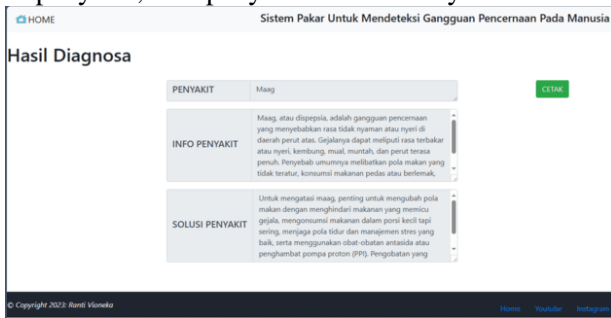 HOME
Sistem Pakar Untuk Mendeteksi Gangguan Pencernaan Pada Manusia
Hasil Diagnosa
PENYAKIT
Maag
CETAK
INFO PENYAKIT
Maag, atau dispepsia, adalah gangguan pencernaan
yang menyebabkan rasa tidak nyaman atau nyeri di
daerah perut atas. Gejalanya dapat meliputi rasa terbakar
atau nyeri, kembung, mual, muntah, dan perut terasa
penuh. Penyebab umumnya melibatkan pola makan yang
tidak teratur, konsumsi makanan pedas atau berlemak,
SOLUSI PENYAKIT
Untuk mengatasi maag, penting untuk mengubah pola
makan dengan menghindari makanan yang memicu
gejala, mengonsumsi makanan dalam porsi kecil tapi
sering, menjaga pola tidur dan manajemen stres yang
baik, serta menggunakan obat-obatan antasida atau
penghambat pompa proton (PPI). Pengobatan yang
© Copyright 2023: Ranti Vioneka
Home Youtube Instagram